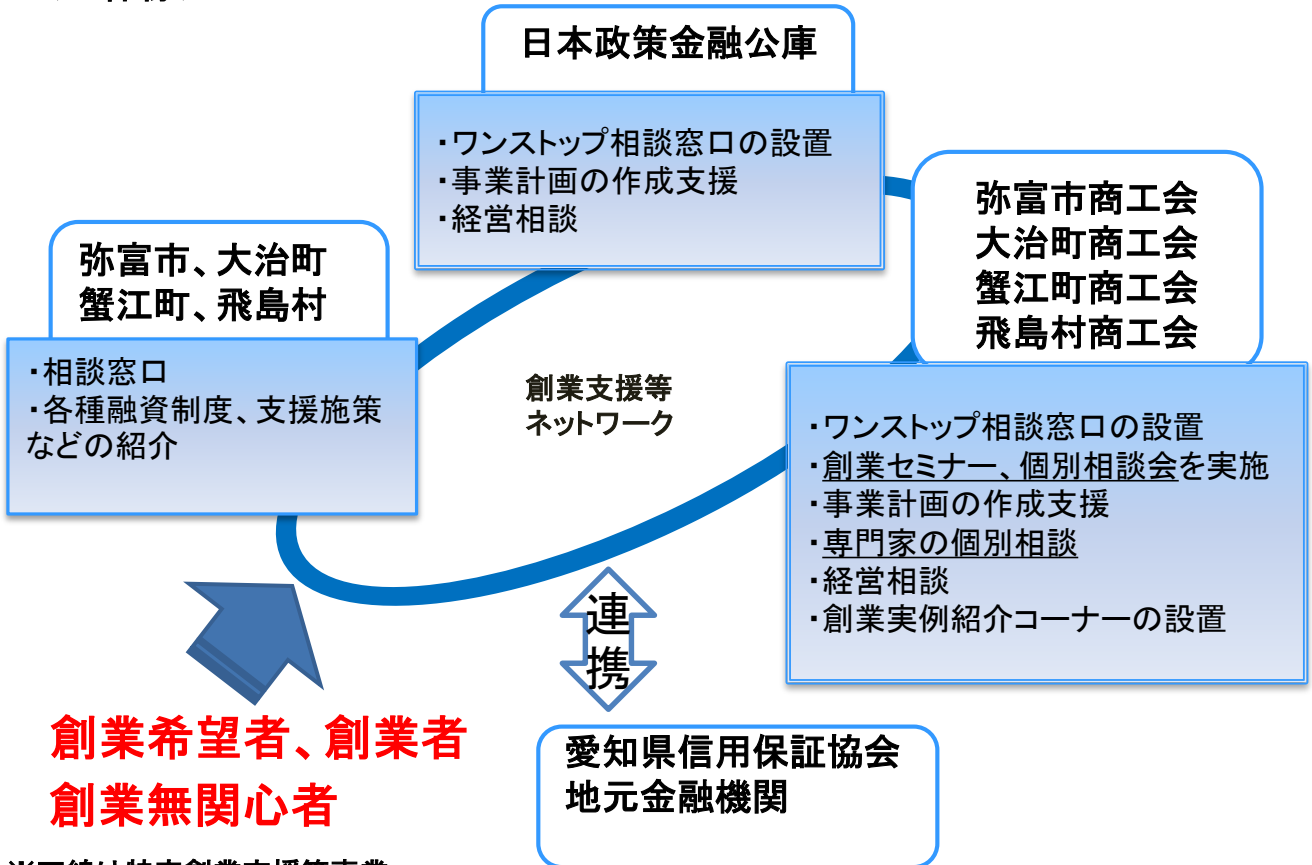 日本政策金融公庫
・ワンストップ相談窓口の設置
・事業計画の作成支援
・経営相談
弥富市商工会
大治町商工会
蟹江町商工会
飛島村商工会
弥富市、大治町
蟹江町、飛島村
・相談窓口
・各種融資制度、支援施策
などの紹介
創業支援等
ネットワーク
・ワンストップ相談窓口の設置
・創業セミナー、個別相談会を実施
・事業計画の作成支援
・専門家の個別相談
・経営相談
・創業実例紹介コーナーの設置
連
携
創業希望者、創業者
創業無関心者
愛知県信用保証協会
地元金融機関